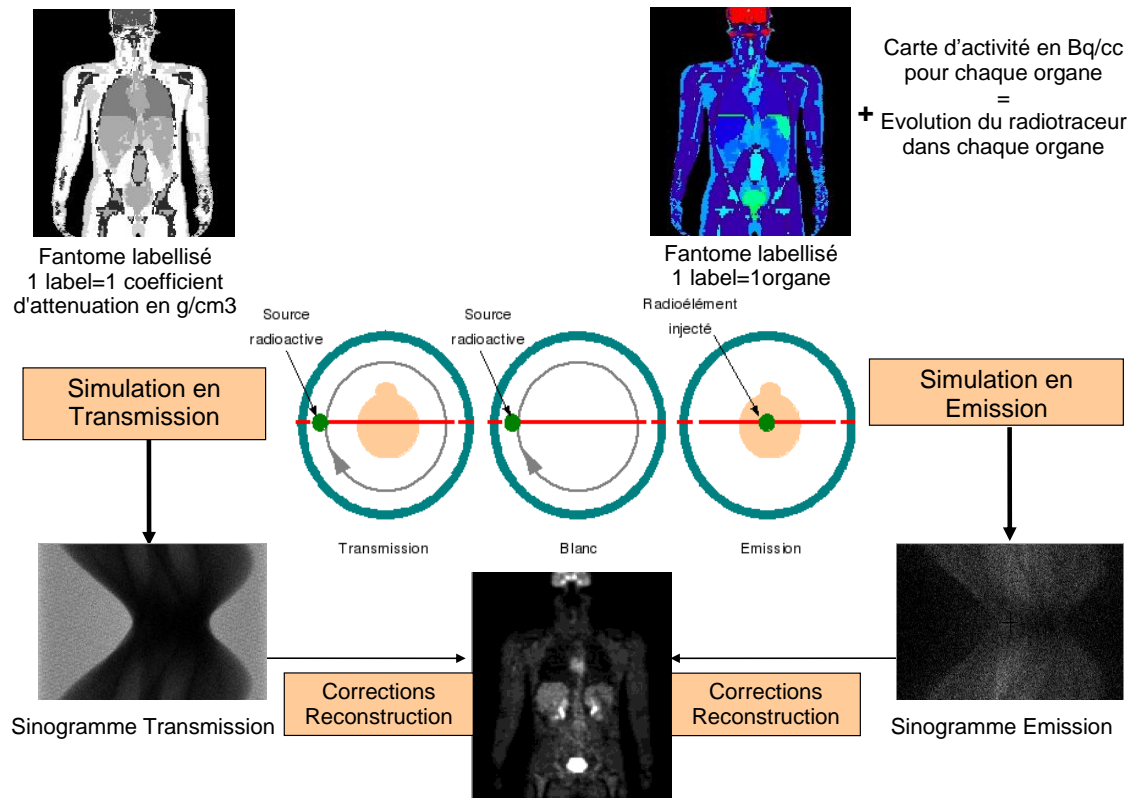 Carte d'activité en Bq/cc
pour chaque organe
=
+
Evolution du radiotraceur
dans chaque organe
Fantome labellisé
1 label=1 coefficient
d'attenuation en g/cm3
Fantome labellisé
1 label=1organe
Source
radioactive
Source
radioactive
Radioélément
injecté
Simulation en
Transmission
Simulation en
Emission
Transmission
Blanc
Emission
Sinogramme Transmission
Corrections
Reconstruction
Corrections
Reconstruction
Sinogramme Emission